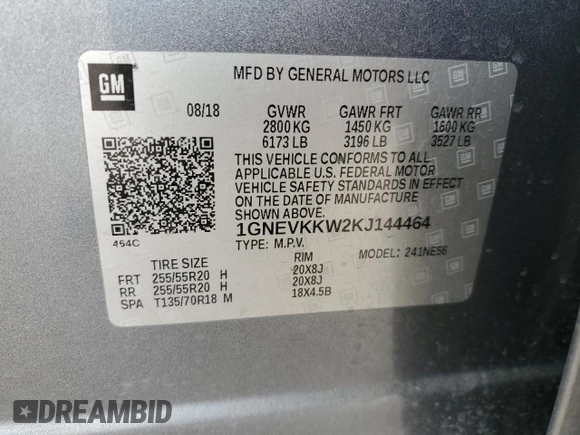 GM
MFD BY GENERAL MOTORS LLC
08/18 GVWR GAWR FRT GAWR RR
2800 KG 1450 KG 1600 KG
6173 LB 3196 LB 3527 LB
THIS VEHICLE CONFORMS TO ALL
APPLICABLE U.S. FEDERAL MOTOR
VEHICLE SAFETY STANDARDS IN EFFECT
ON THE DATE OF MANUFACTURE
SHOWN ABOVE.
1GNEVKKW2KJ144464
464C
TYPE: M.P.V. MODEL: 241NE56
TIRE SIZE RIM
FRT 255/55R20 H 20X8J
RR 255/55R20 H 20X8J
SPA T135/70R18 M 18X4.5B
DREAMBID